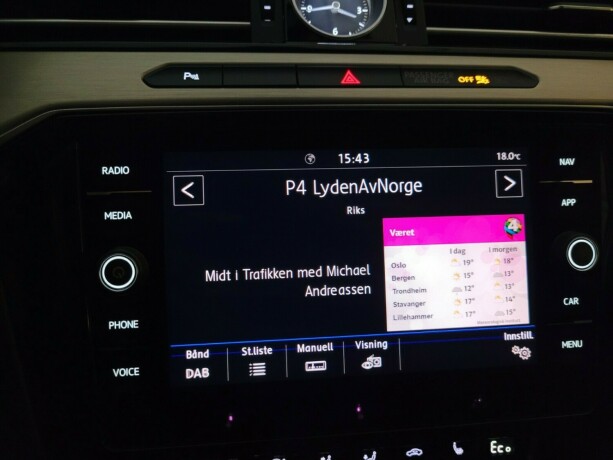 P
OFF
RADIO
MEDIA
PHONE
VOICE
NAV
APP
CAR
MENU
15:43
18.0°C
P4 LydenAvNorge
Riks
Midt i Trafikken med Michael
Andreassen
Været
4
I dag I morgen
Oslo 19° 18°
Bergen 15° 13°
Trondheim 12° 13°
Stavanger 17° 14°
Lillehammer 17° 15°
Bånd
DAB
St.liste
Manuell
Visning
Innstill
Eco